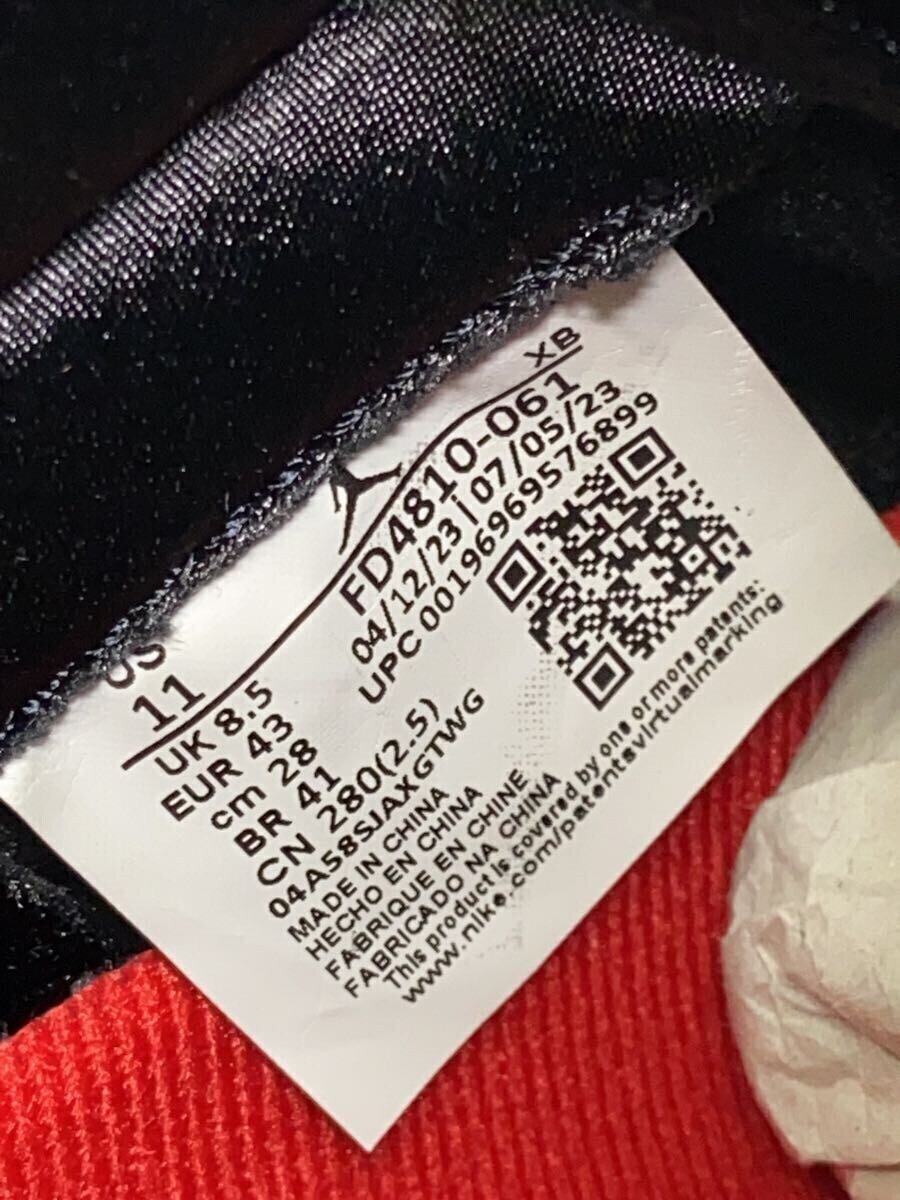 XB
FD4810-061
04/12/23 | 07/05/23
UPC 00196969576899
US
11
UK 8.5
EUR 43
cm 28
BR 41
CN 280(2.5)
04A58SJAXGTWG
MADE IN CHINA
HECHO EN CHINA
FABRIQUE EN CHINE
FABRICADO NA CHINA
This product is covered by one or more patents:
www.nike.com/patentsvirtualmarking